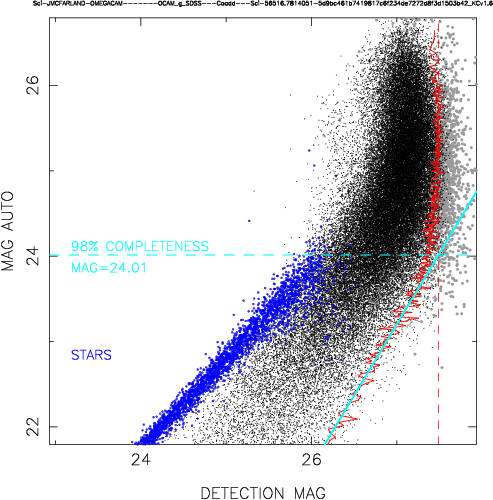 Sci-JMCFARLAND-OMEGACAM---------OCAM_g_SDSS---Coadd---Sci-56516.7814051-5d9bc461b7419817c6f234de7272d8f3d1503b42_KCv1.6
26
MAG AUTO
24
98% COMPLETENESS
MAG=24.01
STARS
22
24
26
DETECTION MAG